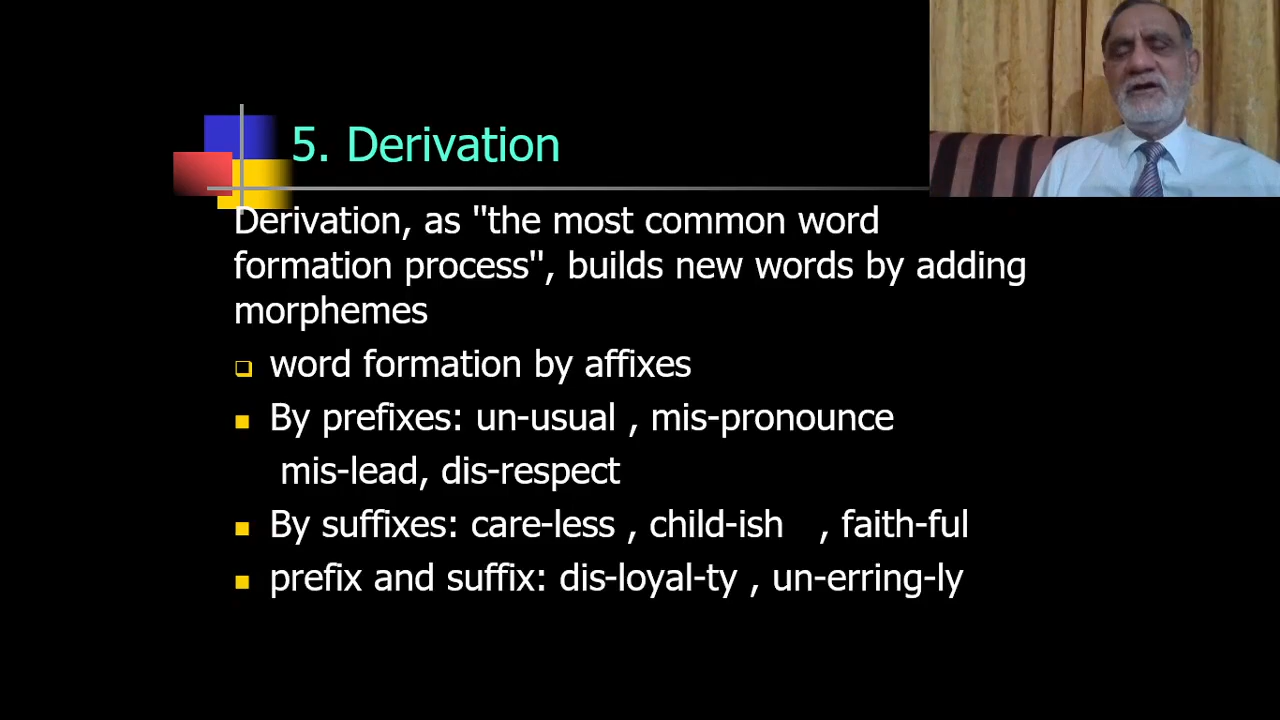 5. Derivation
Derivation, as "the most common word
formation process", builds new words by adding
morphemes
word formation by affixes
By prefixes: un-usual , mis-pronounce
mis-lead, dis-respect
By suffixes: care-less , child-ish , faith-ful
prefix and suffix: dis-loyal-ty , un-erring-ly